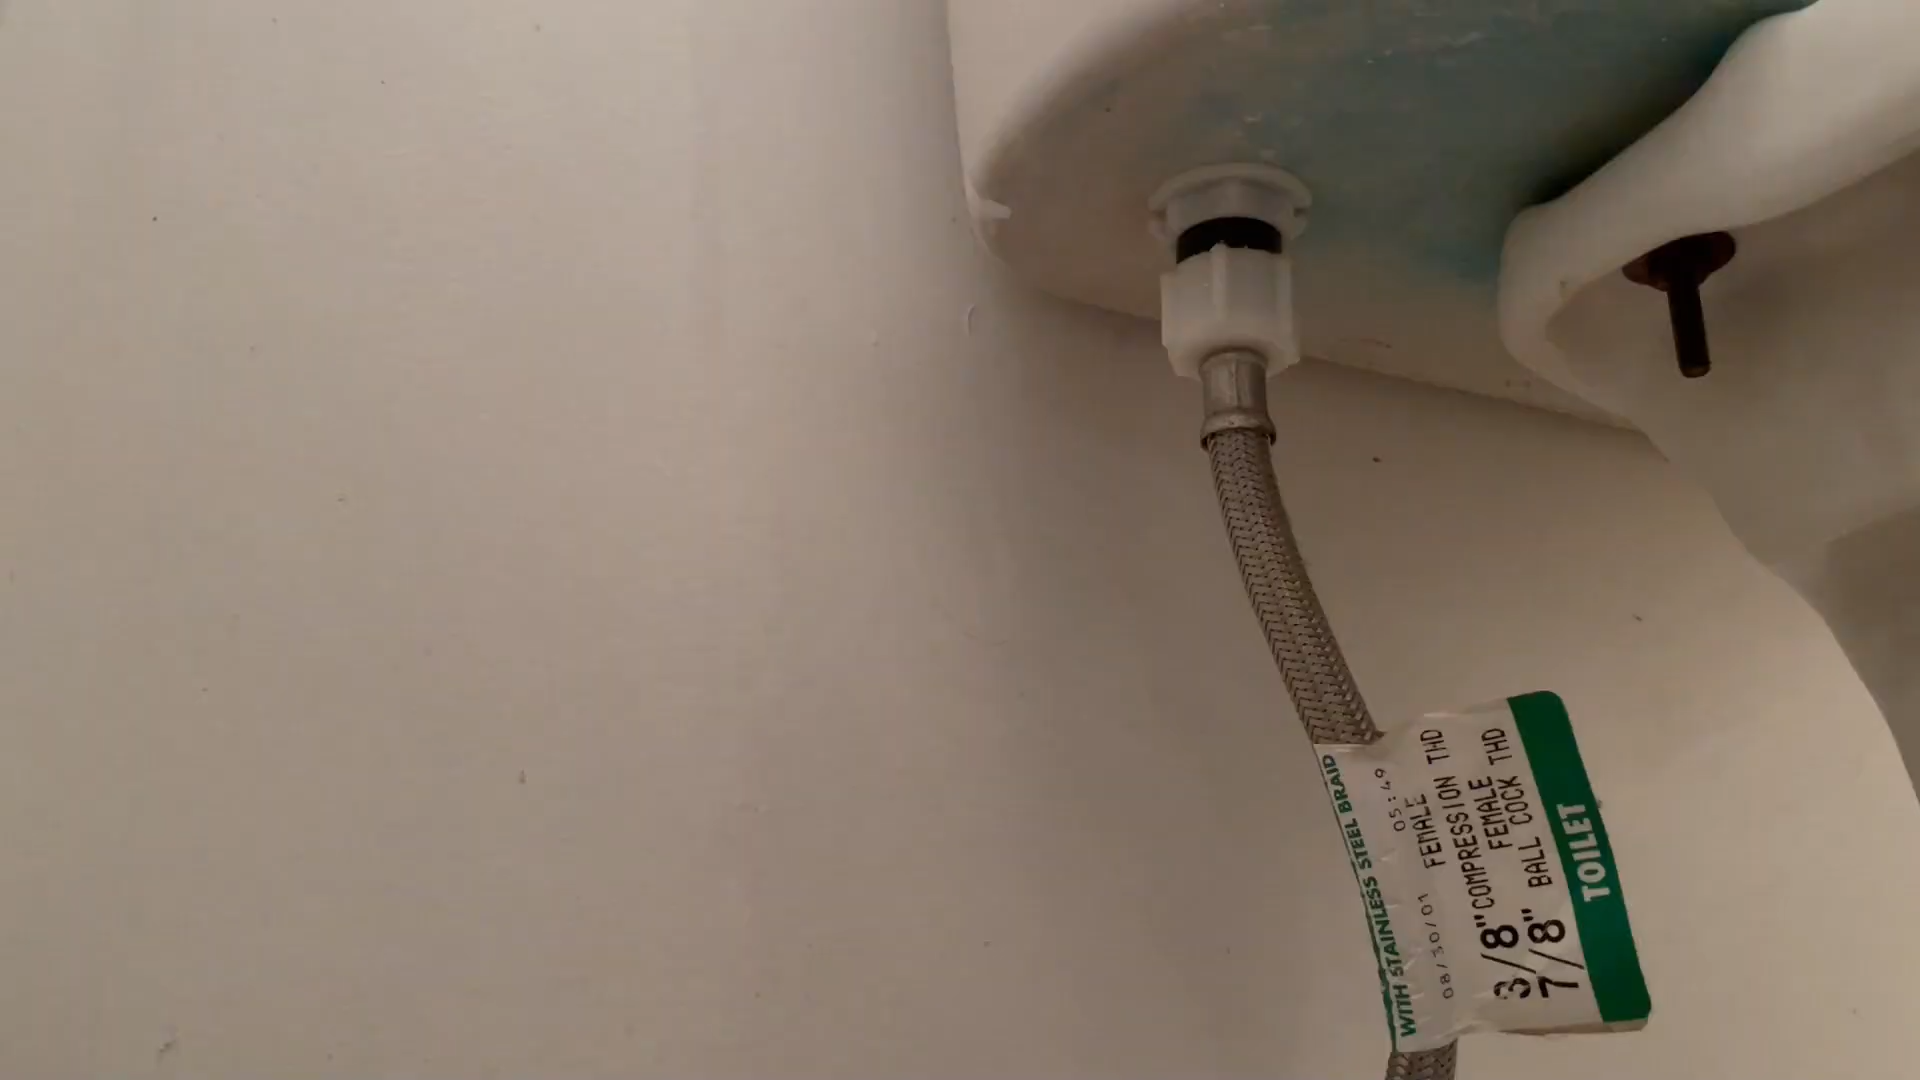 TOILET
3/8" COMPRESSION THD
FEMALE
7/8" BALL COCK THD
FEMALE
08/30/01 05:49
WITH STAINLESS STEEL BRAID